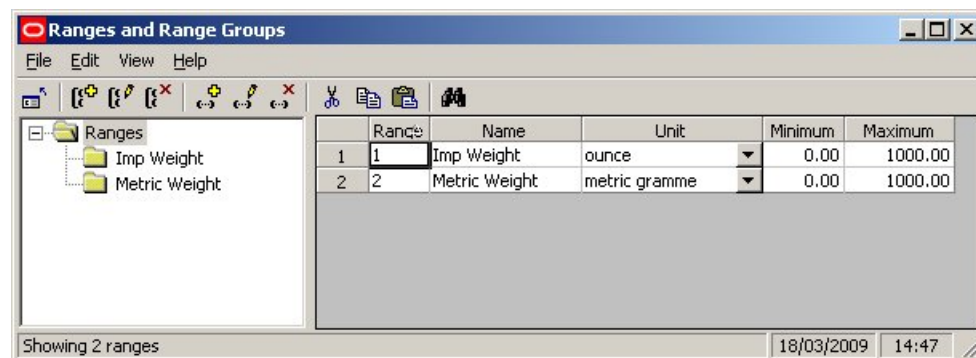 Ranges and Range Groups
File Edit View Help
Ranges
Imp Weight
Metric Weight
Range Name Unit Minimum Maximum
1 1 Imp Weight ounce 0.00 1000.00
2 2 Metric Weight metric gramme 0.00 1000.00
Showing 2 ranges 18/03/2009 14:47